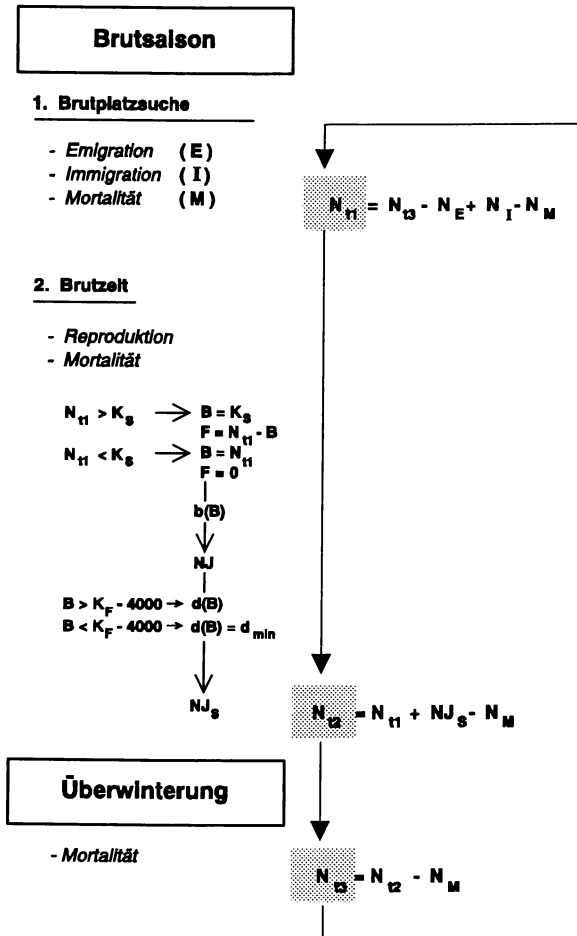 Brutsaison
1. Brutplatzsuche
- Emigration (E)
- Immigration (I)
- Mortalität (M)
N_t1 = N_t3 - N_E + N_I - N_M
2. Brutzeit
- Reproduktion
- Mortalität
N_t1 > K_S → B = K_S
F = N_t1 - B
N_t1 < K_S → B = N_t1
F = 0
b(B)
NJ
B > K_F - 4000 → d(B)
B < K_F - 4000 → d(B) = d_min
NJ_S
N_t2 = N_t1 + NJ_S - N_M
Überwinterung
- Mortalität
N_t3 = N_t2 - N_M